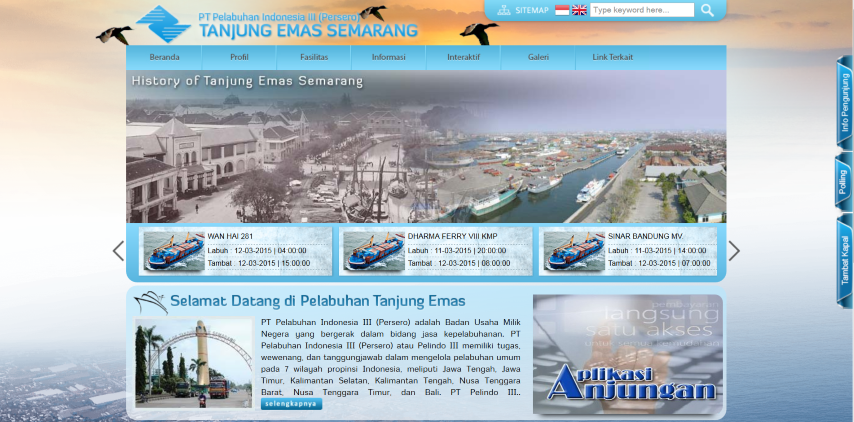 PT Pelabuhan Indonesia III (Persero)
TANJUNG EMAS SEMARANG
SITEMAP
Type keyword here...
Beranda
Profil
Fasilitas
Informasi
Interaktif
Galeri
Link Terkait
History of Tanjung Emas Semarang
Info Pengunjung
Polling
Tambat Kapal
WAN HAI 281
Labuh : 12-03-2015 | 04:00:00
Tambat : 12-03-2015 | 15:00:00
DHARMA FERRY VIII KMP
Labuh : 11-03-2015 | 20:00:00
Tambat : 12-03-2015 | 08:00:00
SINAR BANDUNG MV.
Labuh : 11-03-2015 | 14:00:00
Tambat : 12-03-2015 | 07:00:00
Selamat Datang di Pelabuhan Tanjung Emas
PT Pelabuhan Indonesia III (Persero) adalah Badan Usaha Milik
Negera yang bergerak dalam bidang jasa kepelabuhanan. PT
Pelabuhan Indonesia III (Persero) atau Pelindo III memiliki tugas,
wewenang, dan tanggungjawab dalam mengelola pelabuhan umum
pada 7 wilayah propinsi Indonesia, meliputi Jawa Tengah, Jawa
Timur, Kalimantan Selatan, Kalimantan Tengah, Nusa Tenggara
Barat, Nusa Tenggara Timur, dan Bali. PT Pelindo III..
selengkapnya
pembayaran
langsung
satu akses
untuk semua
Aplikasi
Anjungan